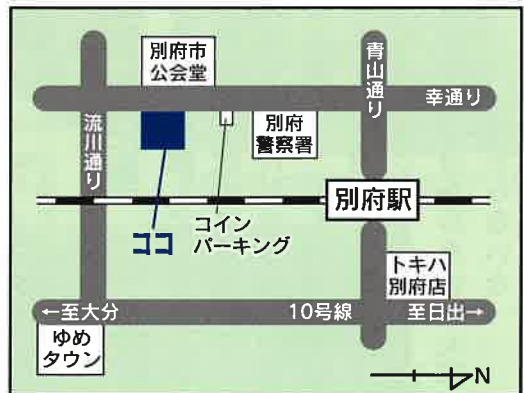 別府市
公会堂
青山通り
幸通り
流川通り
別府
警察署
別府駅
コイン
パーキング
ココ
トキハ
別府店
←至大分
10号線
至日出→
ゆめ
タウン
N